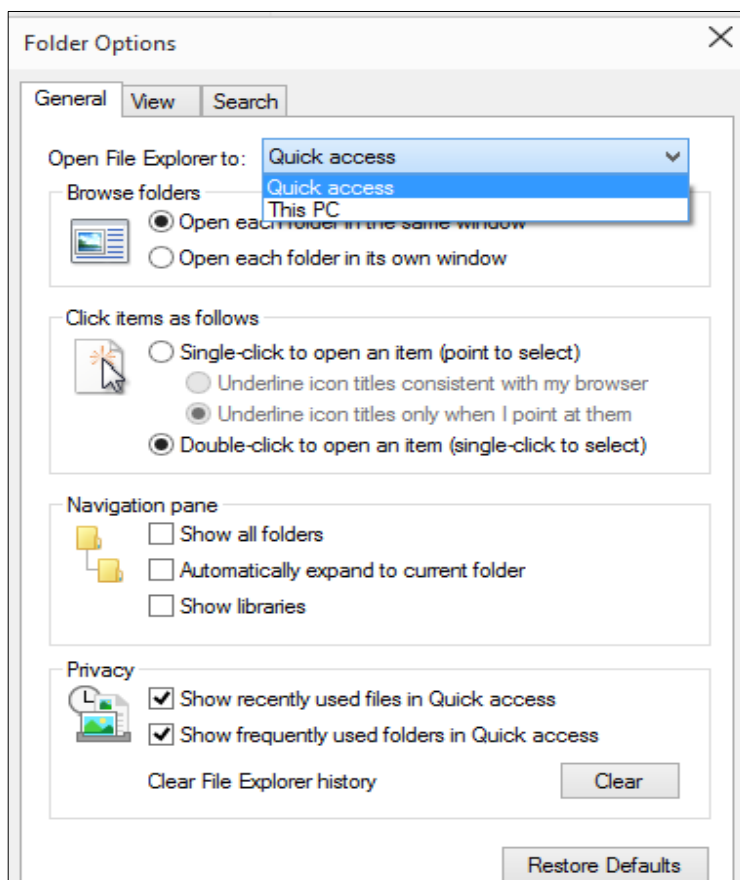 Folder Options
General View Search
Open File Explorer to: Quick access
Quick access
This PC
Browse folders
Open each folder in the same window
Open each folder in its own window
Click items as follows
Single-click to open an item (point to select)
Underline icon titles consistent with my browser
Underline icon titles only when I point at them
Double-click to open an item (single-click to select)
Navigation pane
Show all folders
Automatically expand to current folder
Show libraries
Privacy
Show recently used files in Quick access
Show frequently used folders in Quick access
Clear File Explorer history Clear
Restore Defaults